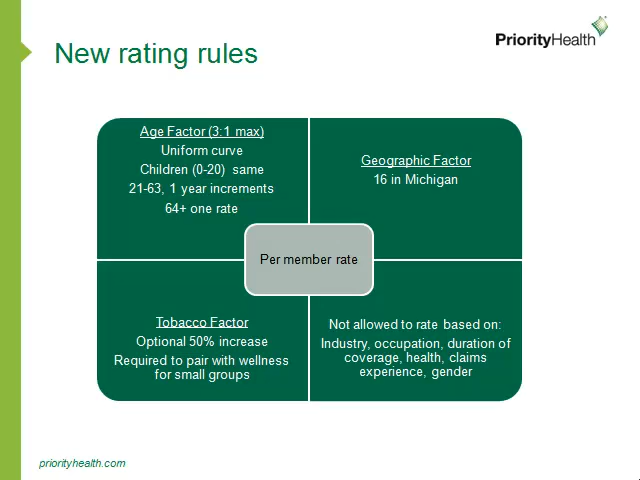 PriorityHealth
New rating rules
Age Factor (3:1 max)
Uniform curve
Children (0-20)  same
21-63, 1 year increments
64+ one rate
Geographic Factor
16 in Michigan
Per member rate
Tobacco Factor
Optional 50% increase
Required to pair with wellness
for small groups
Not allowed to rate based on:
Industry, occupation, duration of
coverage, health, claims
experience, gender
priorityhealth.com